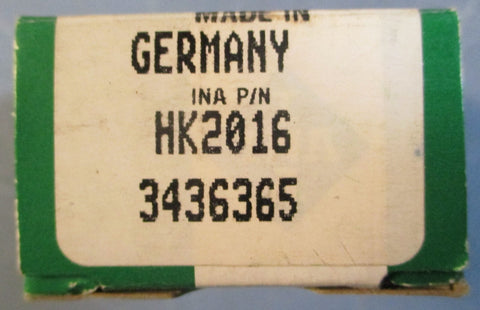 MADE IN
GERMANY
INA P/N
HK2016
3436365